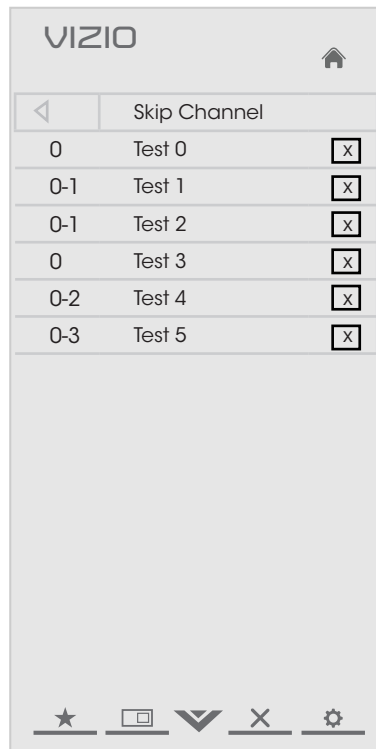 VIZIO
Skip Channel
0 Test 0 X
0-1 Test 1 X
0-1 Test 2 X
0 Test 3 X
0-2 Test 4 X
0-3 Test 5 X